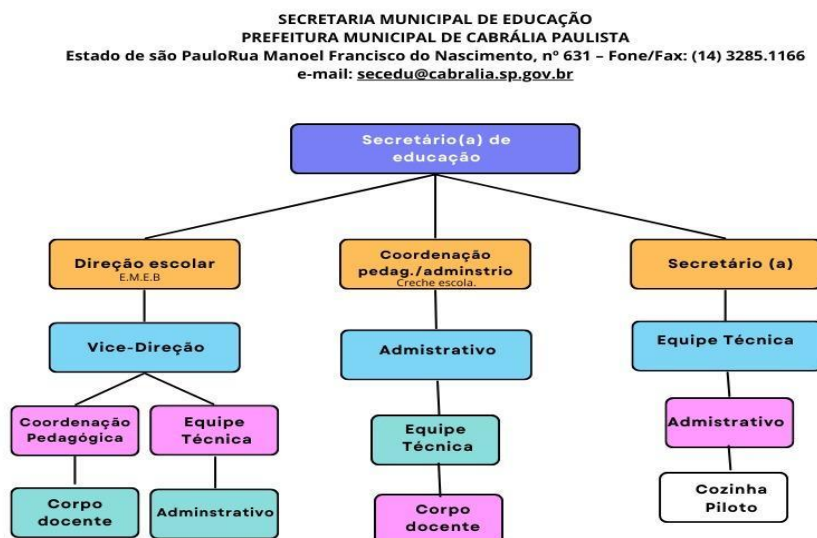 SECRETARIA MUNICIPAL DE EDUCAÇÃO
PREFEITURA MUNICIPAL DE CABRÁLIA PAULISTA
Estado de são PauloRua Manoel Francisco do Nascimento, nº 631 – Fone/Fax: (14) 3285.1166
e-mail: secedu@cabralia.sp.gov.br
Secretário(a) de
educação
Direção escolar
E.M.E.B
Coordenação
pedag./adminstrio
Creche escola.
Secretário (a)
Vice-Direção
Admistrativo
Equipe Técnica
Coordenação
Pedagógica
Equipe
Técnica
Equipe
Técnica
Admistrativo
Corpo
docente
Adminstrativo
Corpo
docente
Cozinha
Piloto